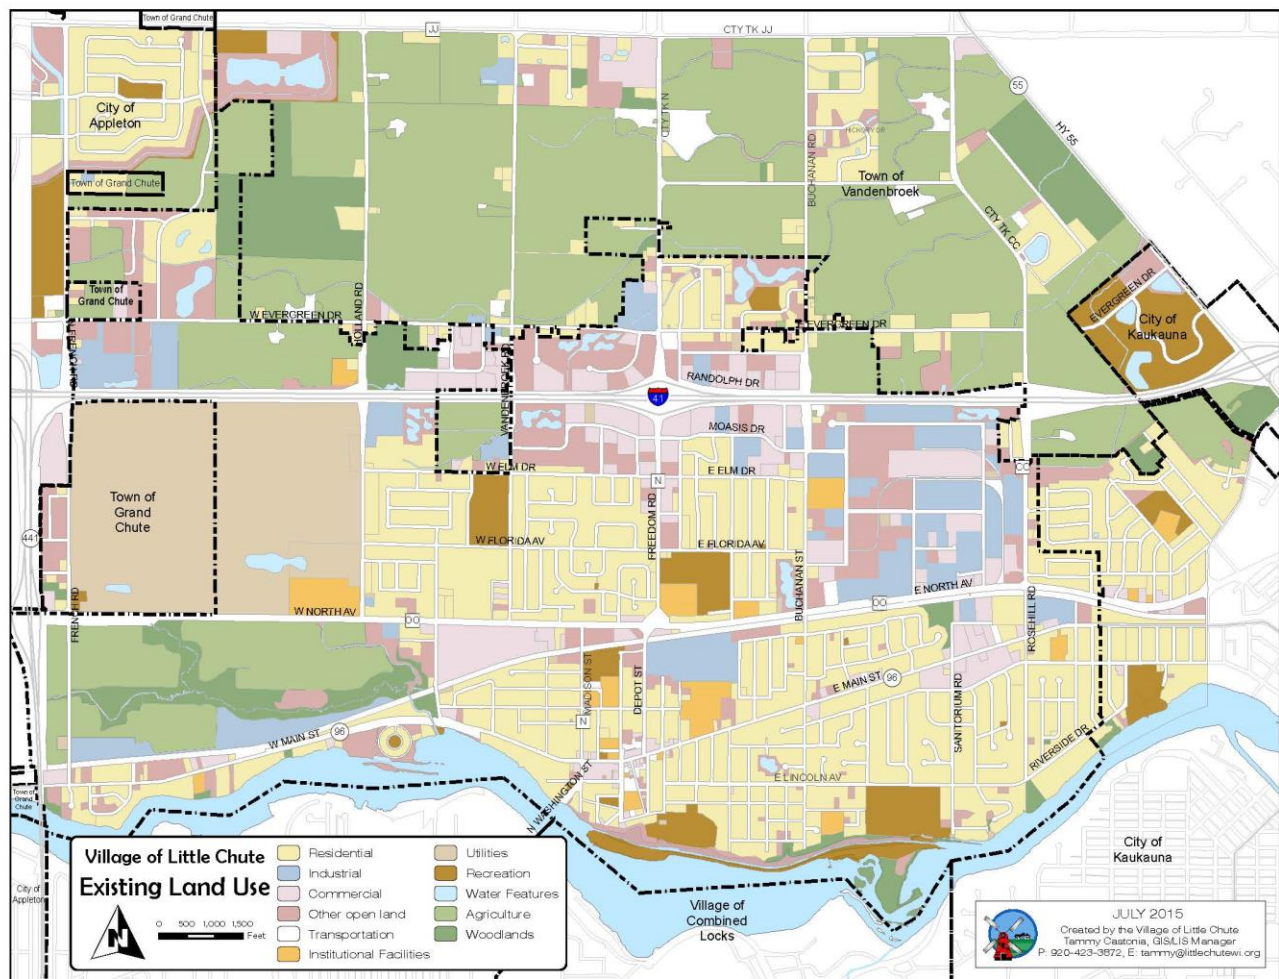 Town of Grand Chute
Town of Grand Chute
JJ
CTY TK JJ
55
HY 55
City of
Appleton
CTY TK N
HICKORY DR
BUCHANAN RD
Town of Grand Chute
Town of
Vandenbroek
CTY TK CC
Town of
Grand Chute
W EVERGREEN DR
HOLLAND RD
EVERGREEN DR
EVERGREEN DR
City of
Kaukauna
VANDENBROEK RD
RANDOLPH DR
41
MOASIS DR
W ELM DR
E ELM DR
CC
N
Town of
Grand
Chute
FREEDOM RD
441
W FLORIDA AV
E FLORIDA AV
BUCHANAN ST
E NORTH AV
FRENCH RD
W NORTH AV
OO
OO
ROSEHILL RD
MADISON ST
DEPOT ST
E MAIN ST
96
SANITORIUM RD
N
W MAIN ST
96
RIVERSIDE DR
E LINCOLN AV
N WASHINGTON ST
Town of
Grand
Chute
City of
Appleton
City of
Kaukauna
Village of
Combined
Locks
Village of Little Chute
Existing Land Use
N
0 500 1,000 1,500
Feet
Residential
Industrial
Commercial
Other open land
Transportation
Institutional Facilities
Utilities
Recreation
Water Features
Agriculture
Woodlands
JULY 2015
Created by the Village of Little Chute
Tammy Castonia, GIS/LIS Manager
P: 920-423-3872, E: tammy@littlechutewi.org